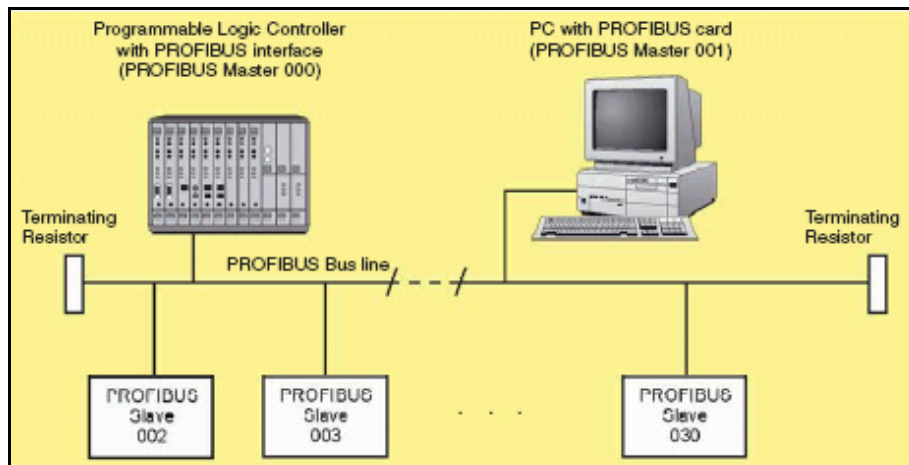 Programmable Logic Controller
with PROFIBUS interface
(PROFIBUS Master 000)
PC with PROFIBUS card
(PROFIBUS Master 001)
Terminating
Resistor
Terminating
Resistor
PROFIBUS Bus line
PROFIBUS
Slave
002
PROFIBUS
Slave
003
. . .
PROFIBUS
Slave
030